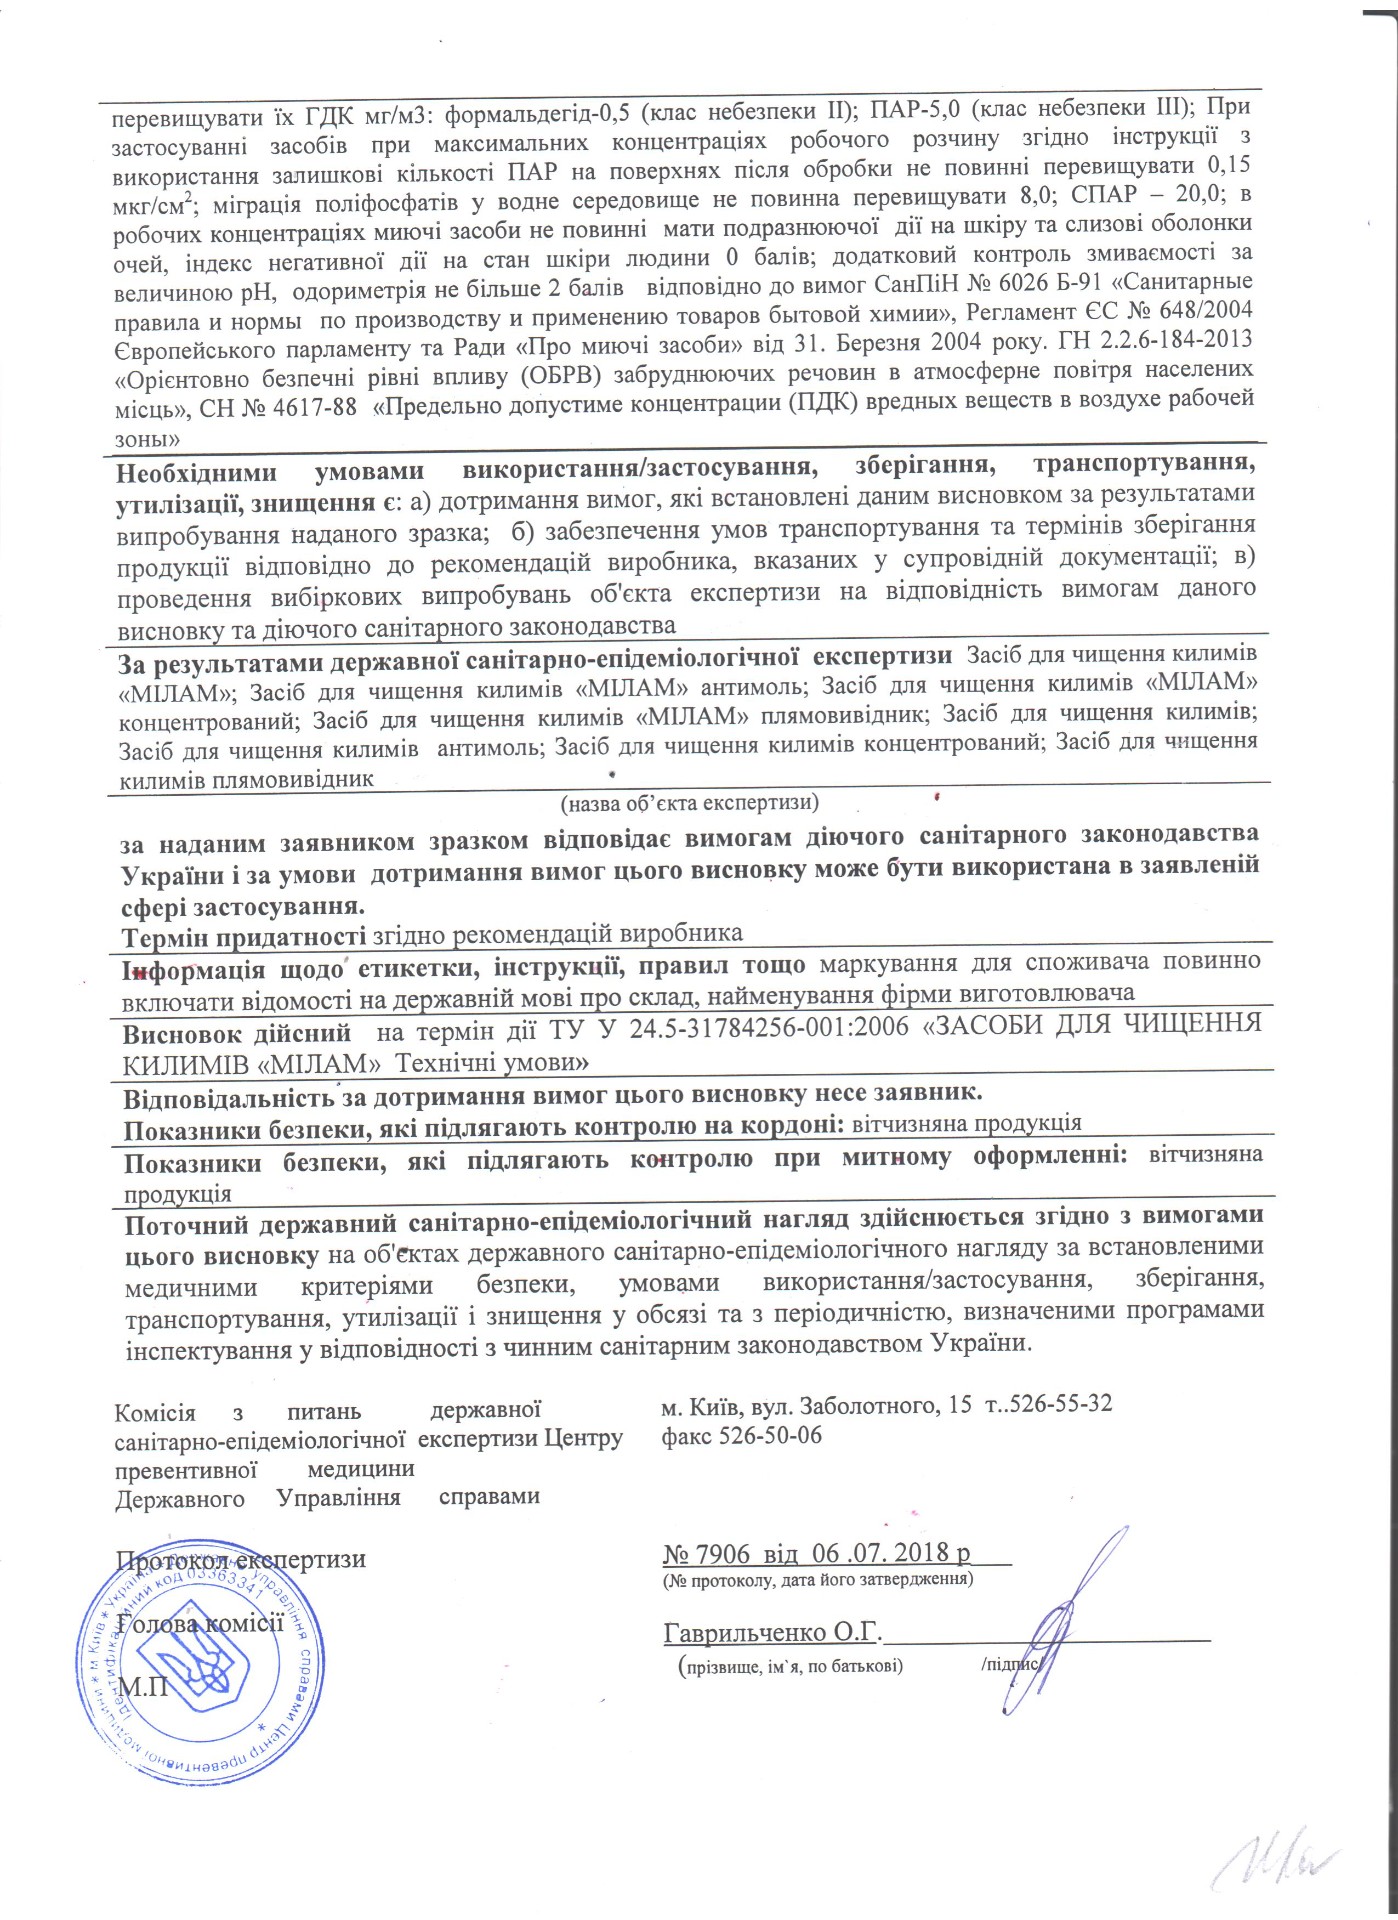 перевищувати їх ГДК мг/м3: формальдегід-0,5 (клас небезпеки ІІ); ПАР-5,0 (клас небезпеки ІІІ); При
застосуванні засобів при максимальних концентраціях робочого розчину згідно інструкції з
використання залишкові кількості ПАР на поверхнях після обробки не повинні перевищувати 0,15
мкг/см²; міграція поліфосфатів у водне середовище не повинна перевищувати 8,0; СПАР – 20,0; в
робочих концентраціях миючі засоби не повинні мати подразнюючої дії на шкіру та слизові оболонки
очей, індекс негативної дії на стан шкіри людини 0 балів; додатковий контроль змиваємості за
величиною рН, одориметрія не більше 2 балів відповідно до вимог СанПіН № 6026 Б-91 «Санитарные
правила и нормы по производству и применению товаров бытовой химии», Регламент ЄС № 648/2004
Європейського парламенту та Ради «Про миючі засоби» від 31. Березня 2004 року. ГН 2.2.6-184-2013
«Орієнтовно безпечні рівні впливу (ОБРВ) забруднюючих речовин в атмосферне повітря населених
місць», СН № 4617-88 «Предельно допустиме концентрации (ПДК) вредных веществ в воздухе рабочей
зоны»
Необхідними умовами використання/застосування, зберігання, транспортування,
утилізації, знищення є: а) дотримання вимог, які встановлені даним висновком за результатами
випробування наданого зразка; б) забезпечення умов транспортування та термінів зберігання
продукції відповідно до рекомендацій виробника, вказаних у супровідній документації; в)
проведення вибіркових випробувань об'єкта експертизи на відповідність вимогам даного
висновку та діючого санітарного законодавства
За результатами державної санітарно-епідеміологічної експертизи Засіб для чищення килимів
«МІЛАМ»; Засіб для чищення килимів «МІЛАМ» антимоль; Засіб для чищення килимів «МІЛАМ»
концентрований; Засіб для чищення килимів «МІЛАМ» плямовивідник; Засіб для чищення килимів;
Засіб для чищення килимів антимоль; Засіб для чищення килимів концентрований; Засіб для чищення
килимів плямовивідник
(назва об’єкта експертизи)
за наданим заявником зразком відповідає вимогам діючого санітарного законодавства
України і за умови дотримання вимог цього висновку може бути використана в заявленій
сфері застосування.
Термін придатності згідно рекомендацій виробника
Інформація щодо етикетки, інструкції, правил тощо маркування для споживача повинно
включати відомості на державній мові про склад, найменування фірми виготовлювача
Висновок дійсний на термін дії ТУ У 24.5-31784256-001:2006 «ЗАСОБИ ДЛЯ ЧИЩЕННЯ
КИЛИМІВ «МІЛАМ» Технічні умови»
Відповідальність за дотримання вимог цього висновку несе заявник.
Показники безпеки, які підлягають контролю на кордоні: вітчизняна продукція
Показники безпеки, які підлягають контролю при митному оформленні: вітчизняна
продукція
Поточний державний санітарно-епідеміологічний нагляд здійснюється згідно з вимогами
цього висновку на об'єктах державного санітарно-епідеміологічного нагляду за встановленими
медичними критеріями безпеки, умовами використання/застосування, зберігання,
транспортування, утилізації і знищення у обсязі та з періодичністю, визначеними програмами
інспектування у відповідності з чинним санітарним законодавством України.
Комісія з питань державної м. Київ, вул. Заболотного, 15 т..526-55-32
санітарно-епідеміологічної експертизи Центру факс 526-50-06
превентивної медицини
Державного Управління справами
Протокол експертизи № 7906 від 06 .07. 2018 р
(№ протоколу, дата його затвердження)
Голова комісії Гаврильченко О.Г.
(прізвище, ім`я, по батькові) /підпис/
М.П
* м Київ * Україна * Державне управління справами Центр превентивної медицини
Ідентифікаційний код 03363341 *